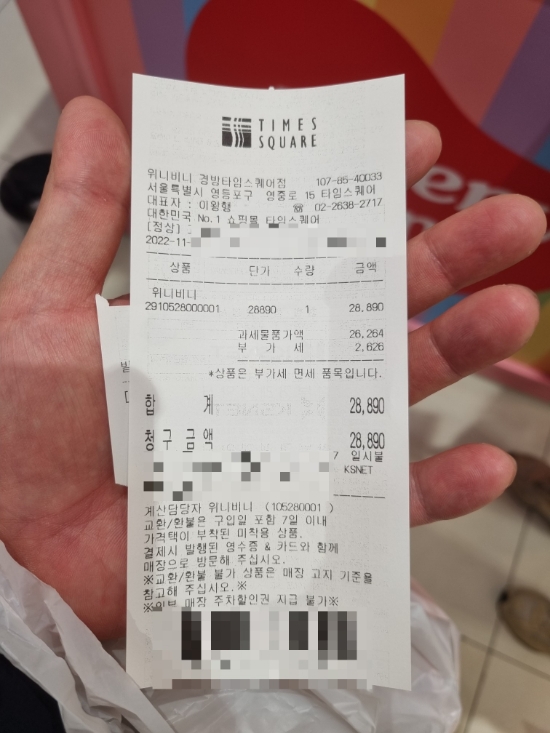 TIMES
SQUARE
위니비니 경방타임스퀘어점 107-85-40033
서울특별시 영등포구 영중로 15 타임스퀘어
대표자 : 이왕행 ☎ 02-2638-2717
대한민국 No.1 쇼핑몰 타임스퀘어
[정상]
2022-11-
상품 단가 수량 금액
위니비니
2910528000001 28890 1 28,890
과세물품가액 26,264
부 가 세 2,626
*상품은 부가세 면세 품목입니다.
합 계 28,890
청구금액 28,890
7 일시불
KSNET
계산담당자 위니비니 (105280001 )
교환/환불은 구입일 포함 7일 이내
가격택이 부착된 미착용 상품.
결제시 발행된 영수증 & 카드와 함께
매장으로 방문해 주십시오.
※교환/환불 불가 상품은 매장 고지 기준을
참고해 주십시오.※
※일부 매장 주차할인권 지급 불가※